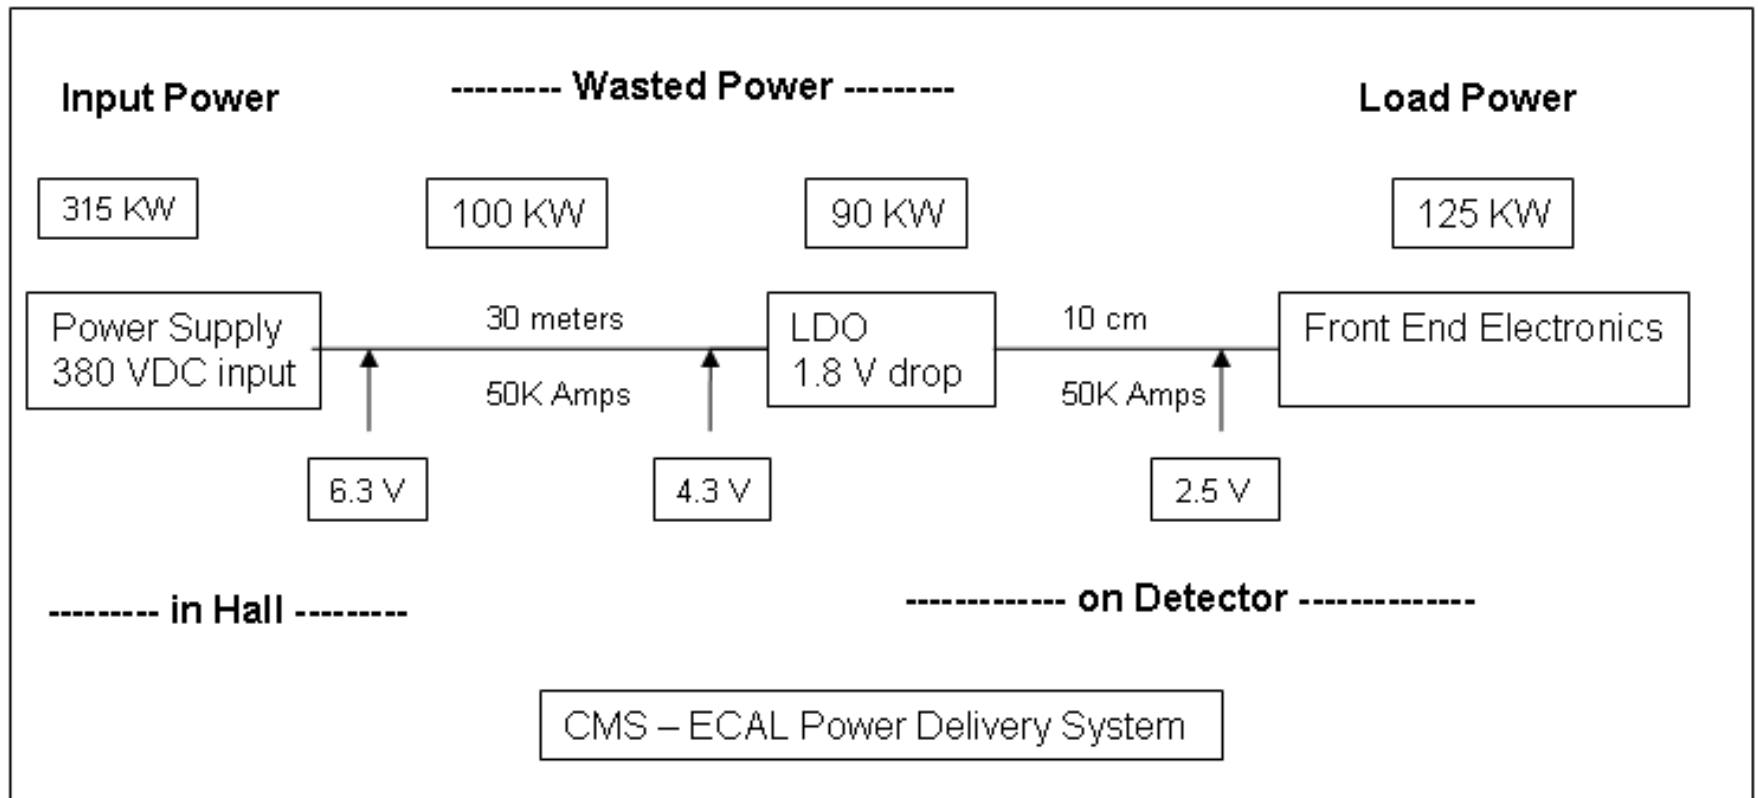 Input Power
--------- Wasted Power ---------
Load Power
315 KW
100 KW
90 KW
125 KW
Power Supply
380 VDC input
30 meters
50K Amps
LDO
1.8 V drop
10 cm
50K Amps
Front End Electronics
6.3 V
4.3 V
2.5 V
--------- in Hall ---------
------------- on Detector --------------
CMS – ECAL Power Delivery System